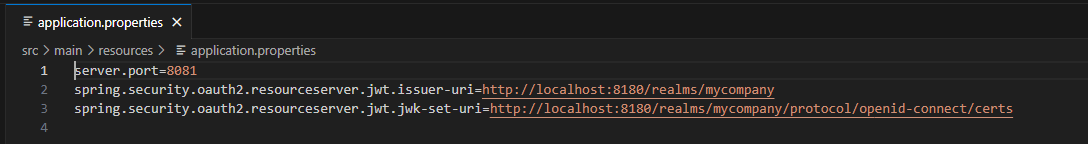 application.properties
src > main > resources > application.properties
1 server.port=8081
2 spring.security.oauth2.resourceserver.jwt.issuer-uri=http://localhost:8180/realms/mycompany
3 spring.security.oauth2.resourceserver.jwt.jwk-set-uri=http://localhost:8180/realms/mycompany/protocol/openid-connect/certs
4